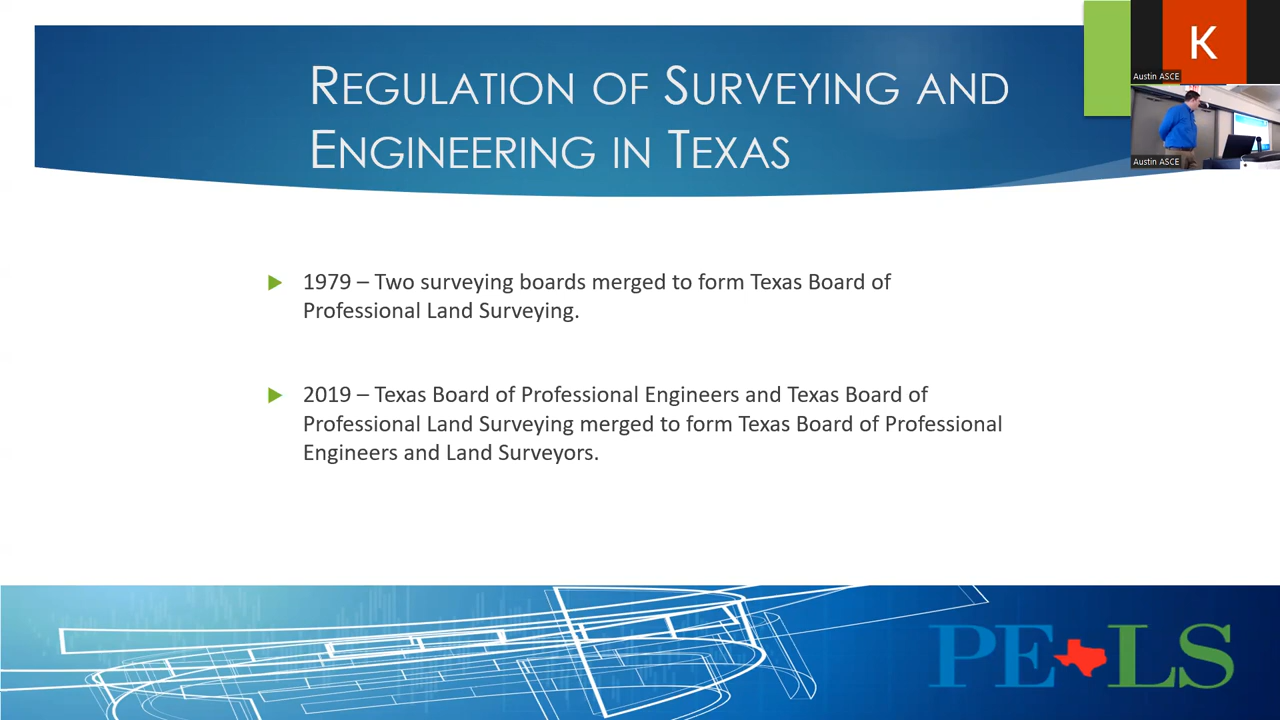 REGULATION OF SURVEYING AND
ENGINEERING IN TEXAS
K
Austin ASCE
Austin ASCE
1979 – Two surveying boards merged to form Texas Board of
Professional Land Surveying.
2019 – Texas Board of Professional Engineers and Texas Board of
Professional Land Surveying merged to form Texas Board of Professional
Engineers and Land Surveyors.
PE LS